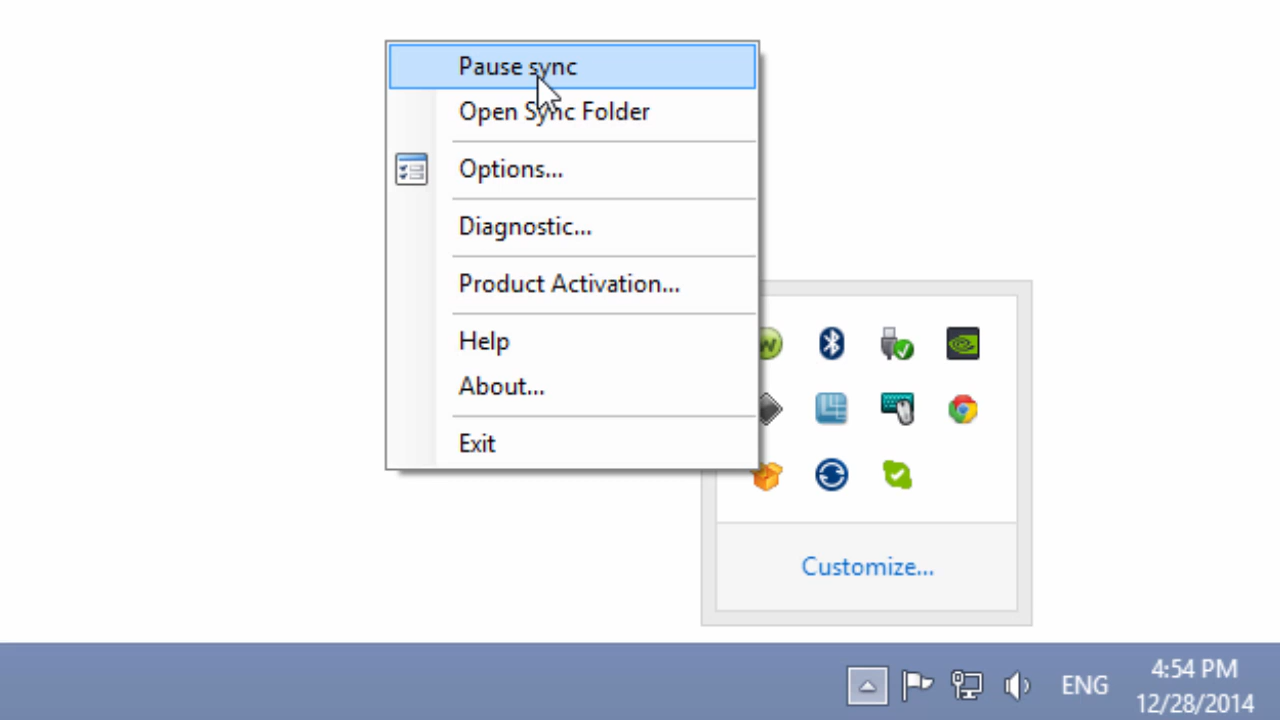 Pause sync
Open Sync Folder
Options...
Diagnostic...
Product Activation...
Help
About...
Exit
Customize...
ENG
4:54 PM
12/28/2014